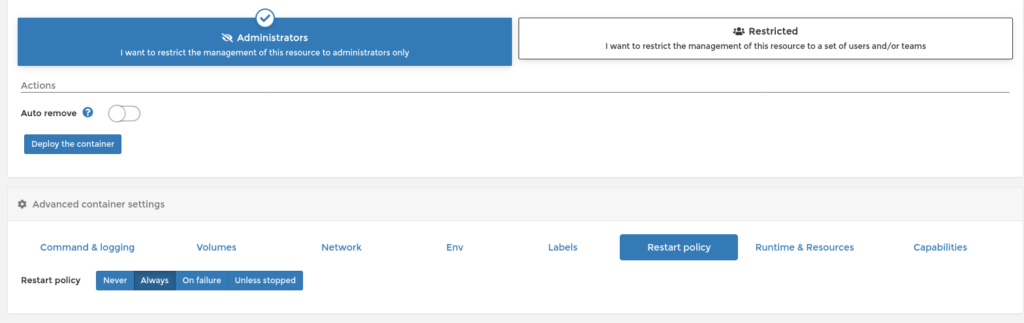 Administrators
I want to restrict the management of this resource to administrators only
Restricted
I want to restrict the management of this resource to a set of users and/or teams
Actions
Auto remove ?
Deploy the container
Advanced container settings
Command & logging Volumes Network Env Labels Restart policy Runtime & Resources Capabilities
Restart policy Never Always On failure Unless stopped